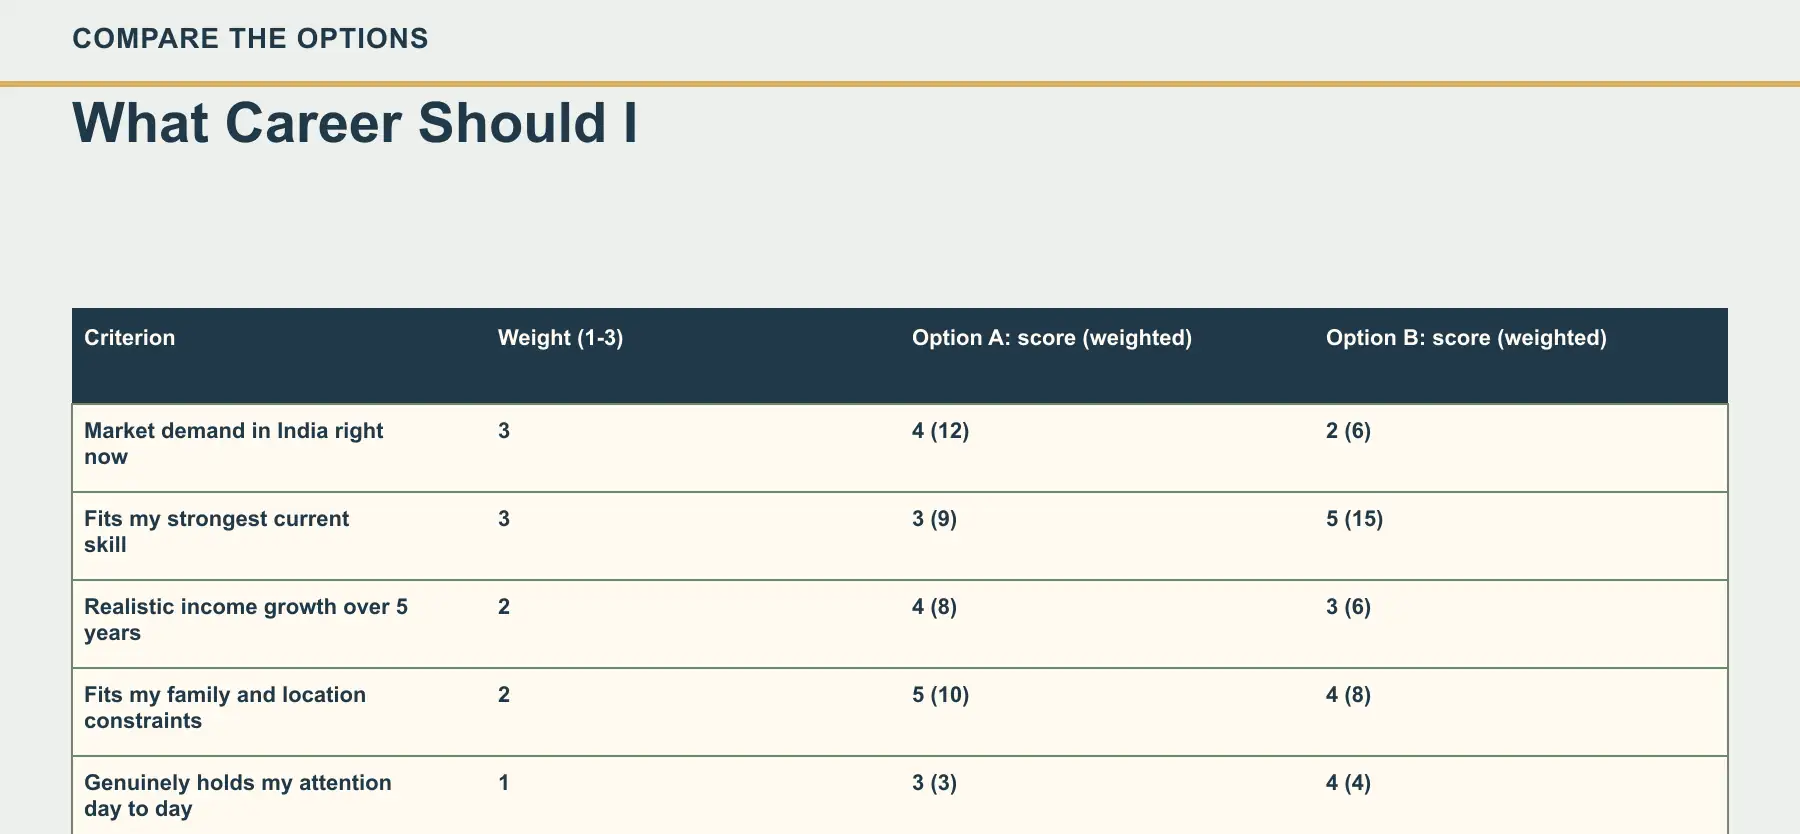 COMPARE THE OPTIONS
What Career Should I
Criterion
Weight (1-3)
Option A: score (weighted)
Option B: score (weighted)
Market demand in India right
now
3
4 (12)
2 (6)
Fits my strongest current
skill
3
3 (9)
5 (15)
Realistic income growth over 5
years
2
4 (8)
3 (6)
Fits my family and location
constraints
2
5 (10)
4 (8)
Genuinely holds my attention
day to day
1
3 (3)
4 (4)